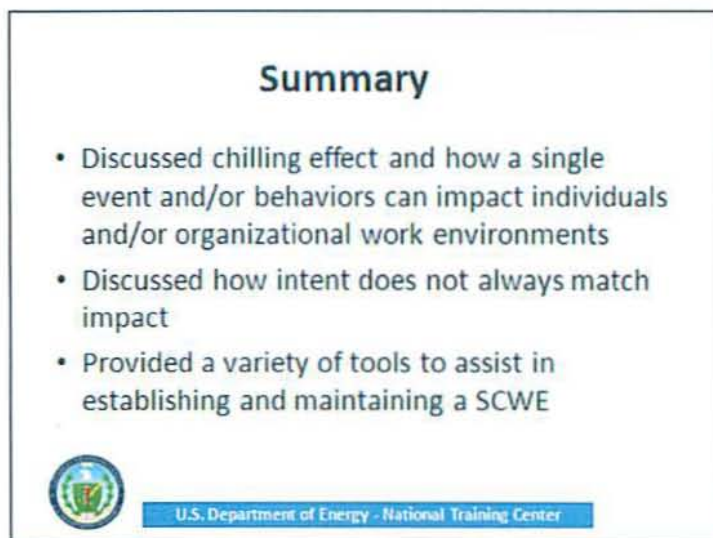 Summary
• Discussed chilling effect and how a single
event and/or behaviors can impact individuals
and/or organizational work environments
• Discussed how intent does not always match
impact
• Provided a variety of tools to assist in
establishing and maintaining a SCWE
U.S. Department of Energy - National Training Center